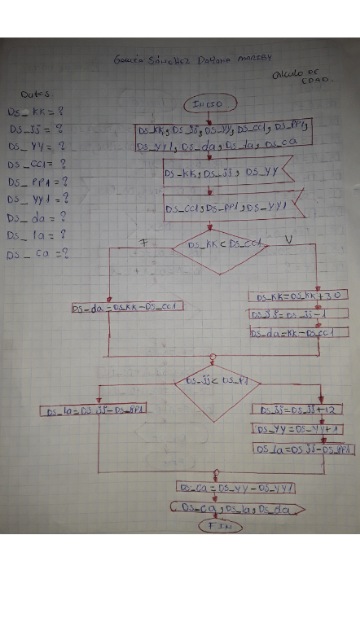 García Sánchez Dayana
Calculo de
EDAD.
Datos.
DS_KK=?
DS_JJ=?
DS_YY=?
DS_CC1=?
DS_PP1=?
DS_YY1=?
DS_da=?
DS_la=?
DS_ca=?
INICIO
DS_KK, DS_JJ, DS_YY, DS_CC1, DS_PP1,
DS_YY1, DS_da, DS_la, DS_ca
DS_KK, DS_JJ, DS_YY
DS_CC1, DS_PP1, DS_YY1
F
DS_KK < DS_CC1
V
DS_da=DS_KK-DS_CC1
DS_KK=DS_KK+30
DS_JJ=DS_JJ-1
DS_da=KK-DS_CC1
DS_JJ< DS_P1
DS_la=DS_JJ-DS_PP1
DS_JJ=DS_JJ+12
DS_YY=DS_YY+1
DS_la=DS_JJ-DS_PP1
DS_ca=DS_YY-DS_YY1
DS_ca, DS_la, DS_da
FIN